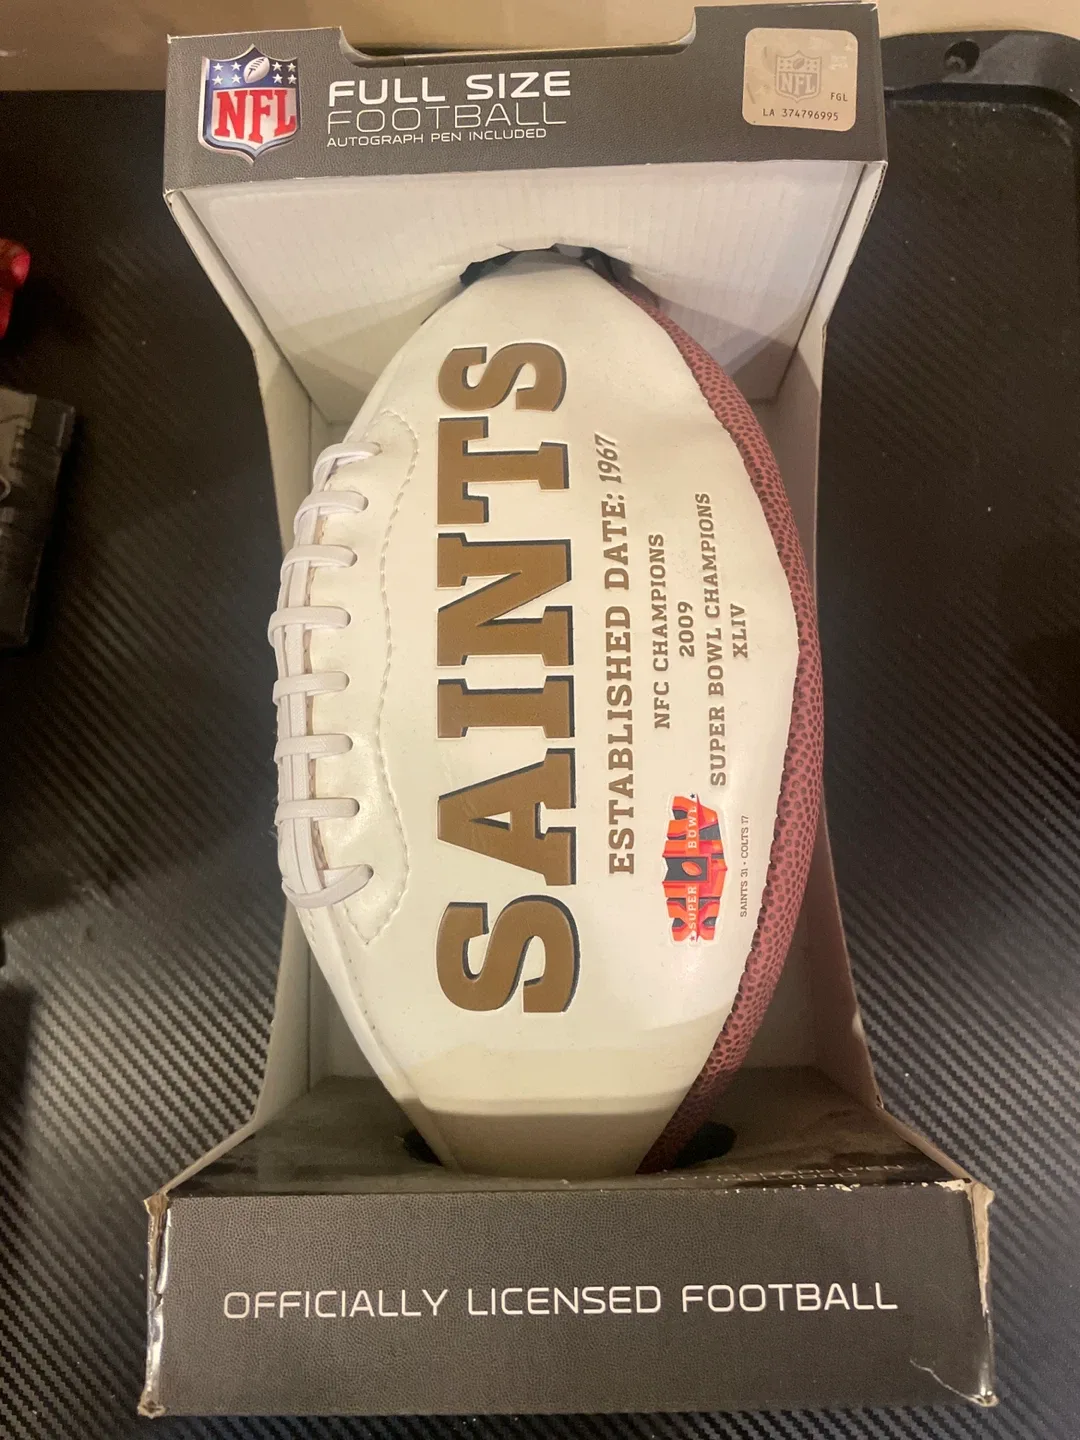 NFL
FULL SIZE
FOOTBALL
AUTOGRAPH PEN INCLUDED
NFL
FGL
LA 374796995
SAINTS
ESTABLISHED DATE: 1967
NFC CHAMPIONS
2009
SUPER BOWL CHAMPIONS
XLIV
SUPER BOWL
XLIV
SAINTS 31 • COLTS 17
OFFICIALLY LICENSED FOOTBALL